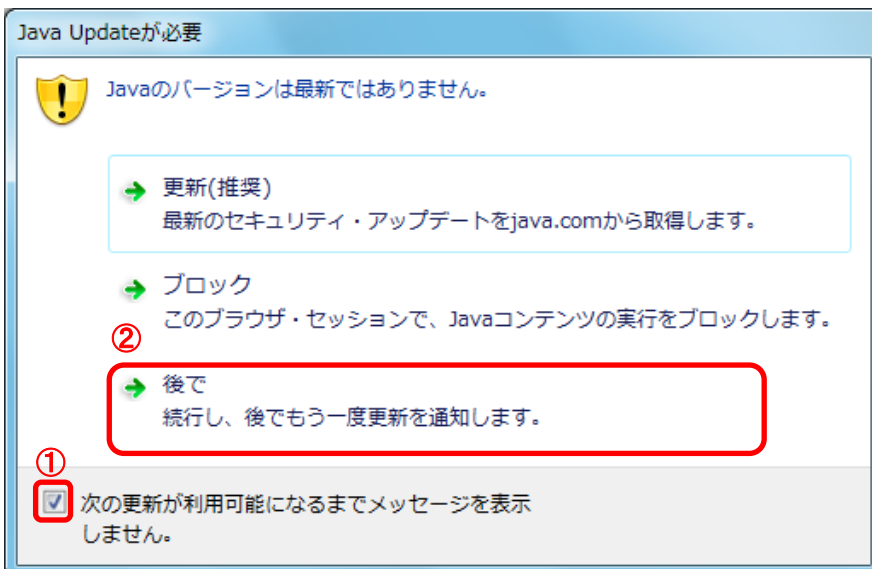 Java Updateが必要
Javaのバージョンは最新ではありません。
更新(推奨)
最新のセキュリティ・アップデートをjava.comから取得します。
ブロック
このブラウザ・セッションで、Javaコンテンツの実行をブロックします。
②
後で
続行し、後でもう一度更新を通知します。
①
次の更新が利用可能になるまでメッセージを表示
しません。